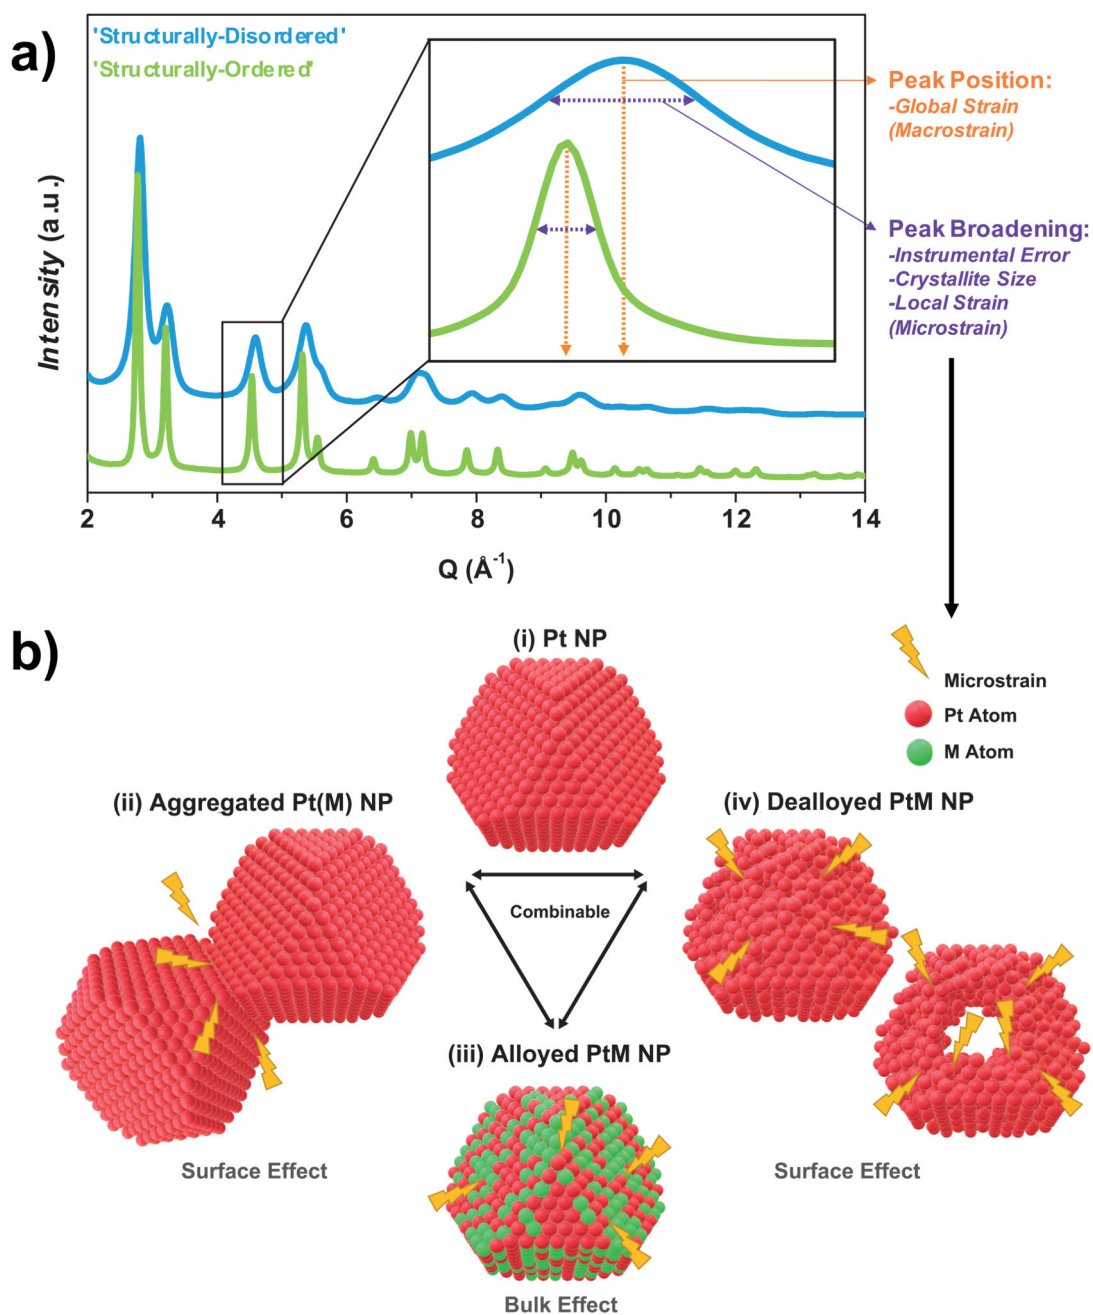 a)
'Structurally-Disordered'
'Structurally-Ordered'
Intensity (a.u.)
Peak Position:
-Global Strain
(Macrostrain)
Peak Broadening:
-Instrumental Error
-Crystallite Size
-Local Strain
(Microstrain)
2 4 6 8 10 12 14
Q (Å⁻¹)
b)
(i) Pt NP
Microstrain
Pt Atom
M Atom
(ii) Aggregated Pt(M) NP
(iv) Dealloyed PtM NP
Combinable
(iii) Alloyed PtM NP
Surface Effect
Surface Effect
Bulk Effect